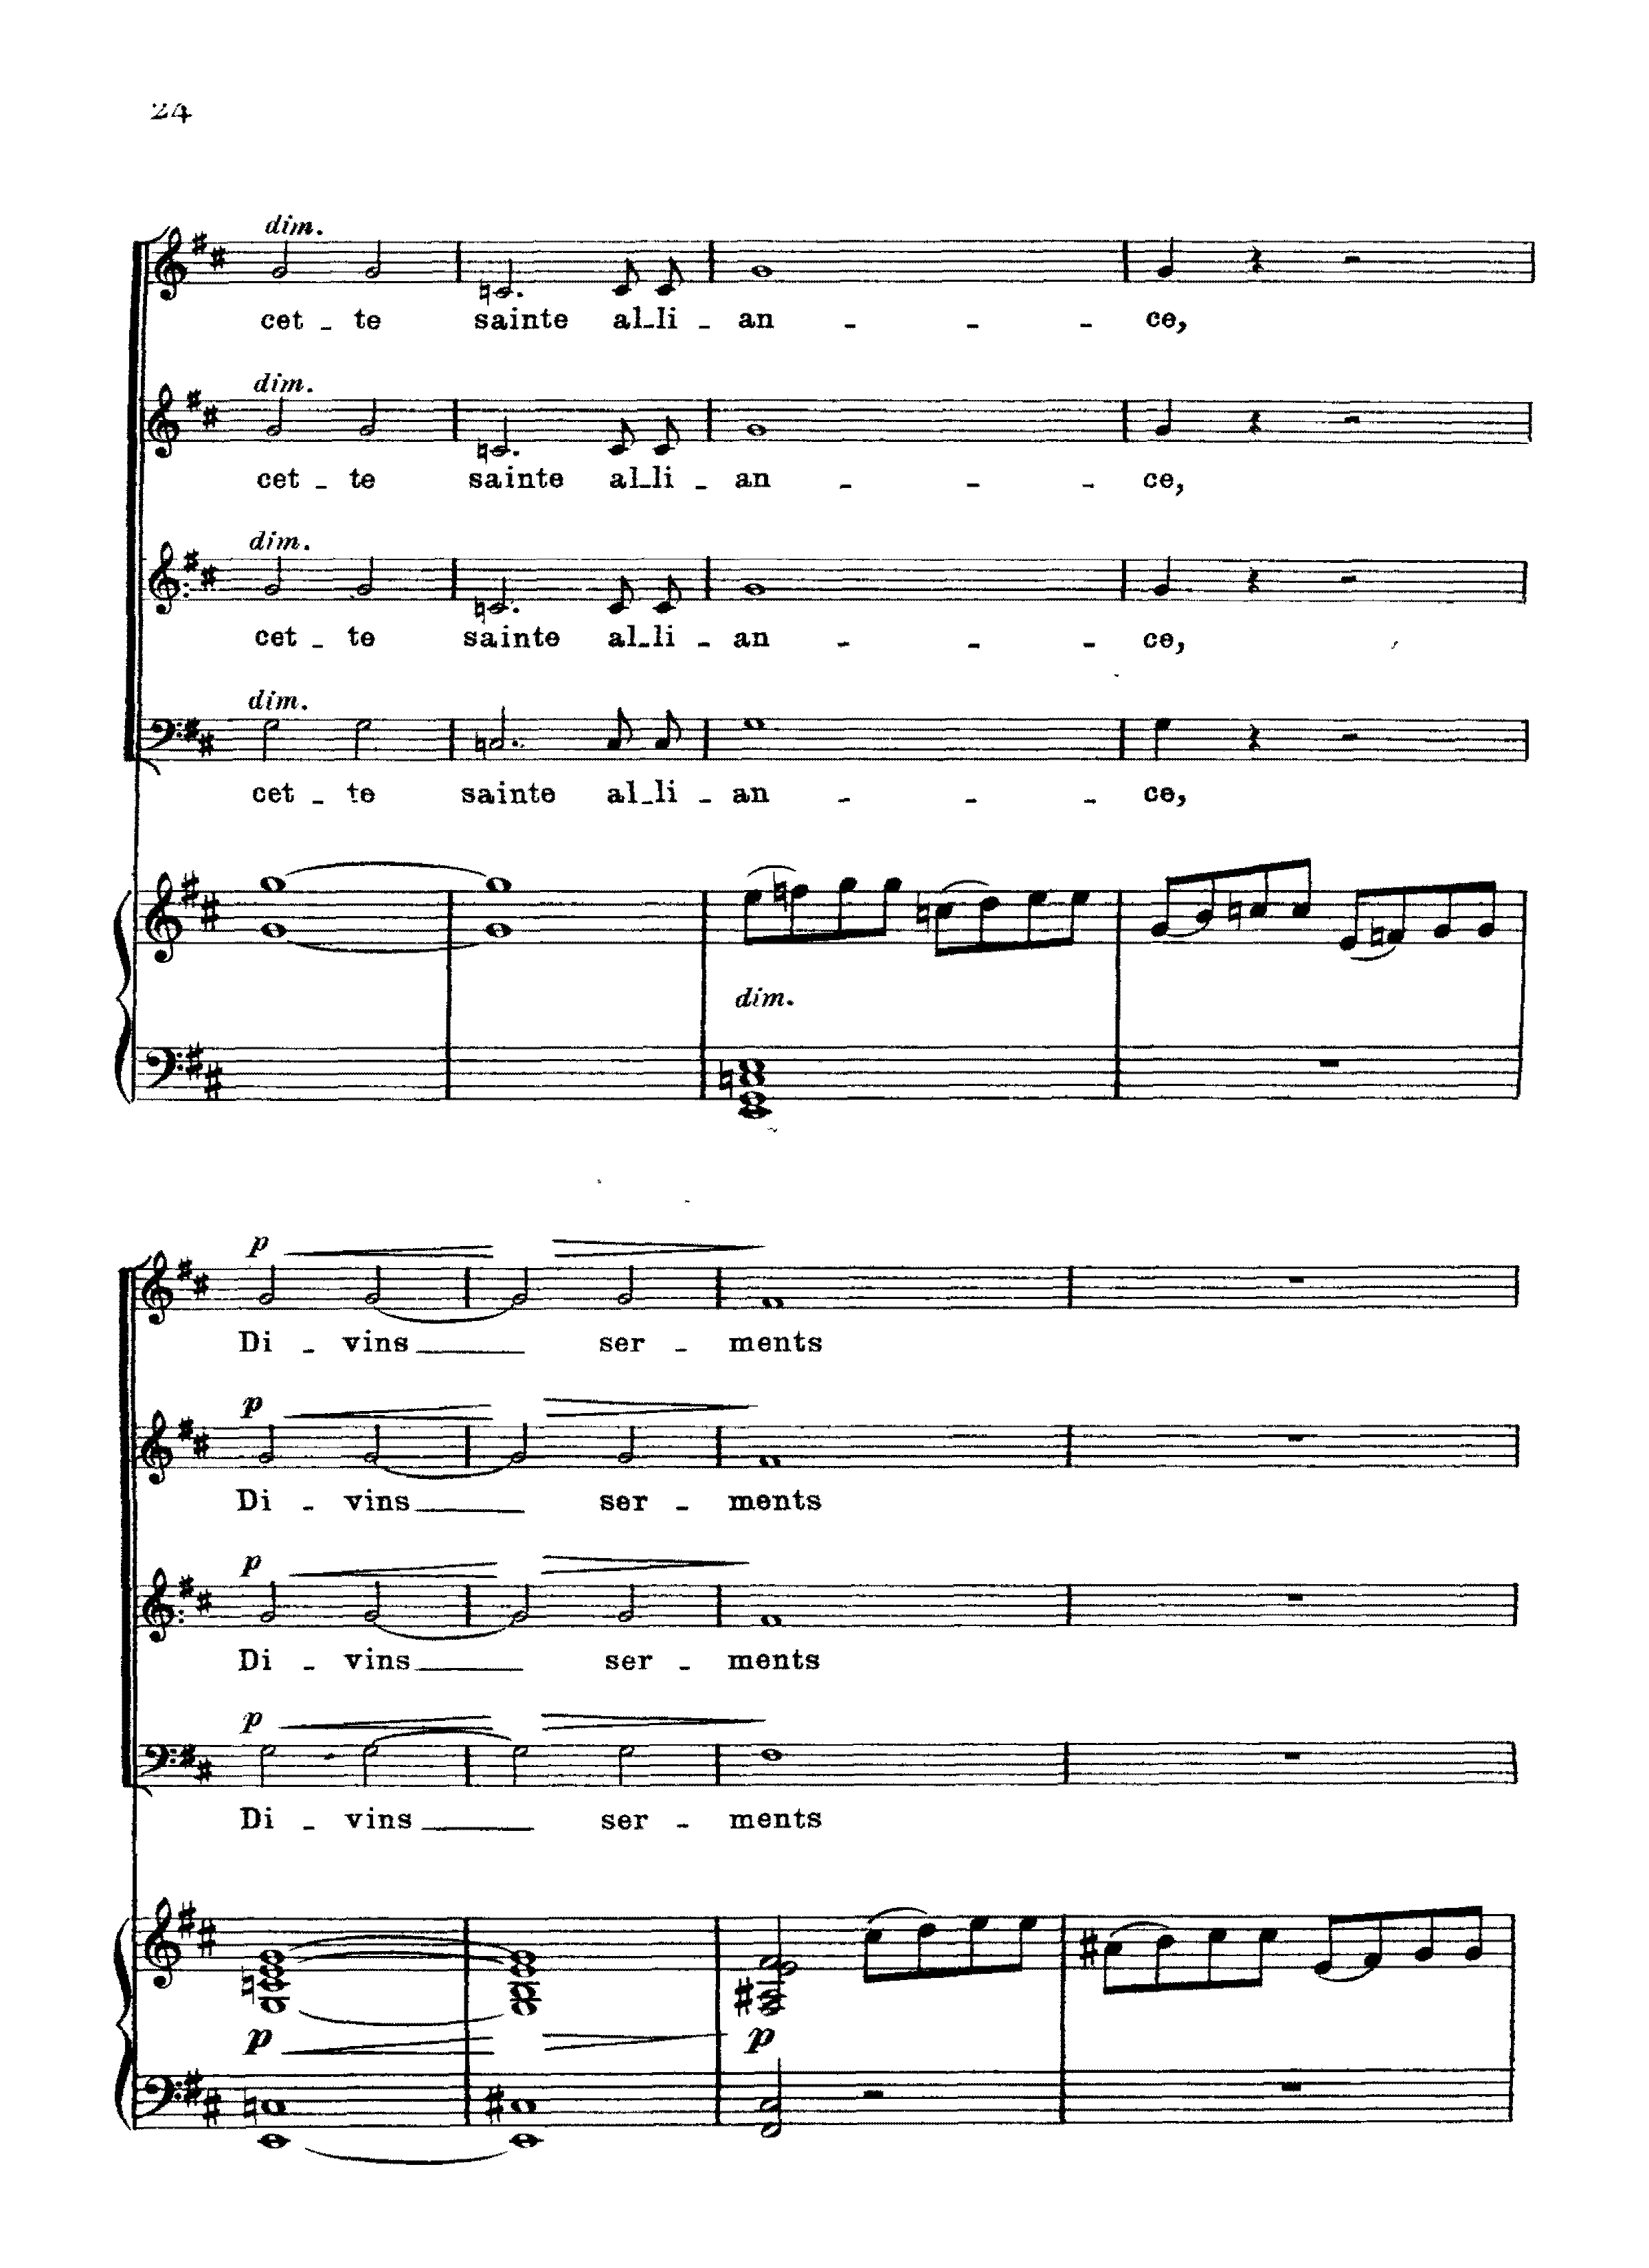 24
dim.
cet - te sainte al-li - an - - - ce,
dim.
cet - te sainte al-li - an - - - ce,
dim.
cet - te sainte al-li - an - - - ce,
dim.
cet - te sainte al-li - an - - - ce,
dim.
p
Di - vins ser - ments
p
Di - vins ser - ments
p
Di - vins ser - ments
p
Di - vins ser - ments
p p